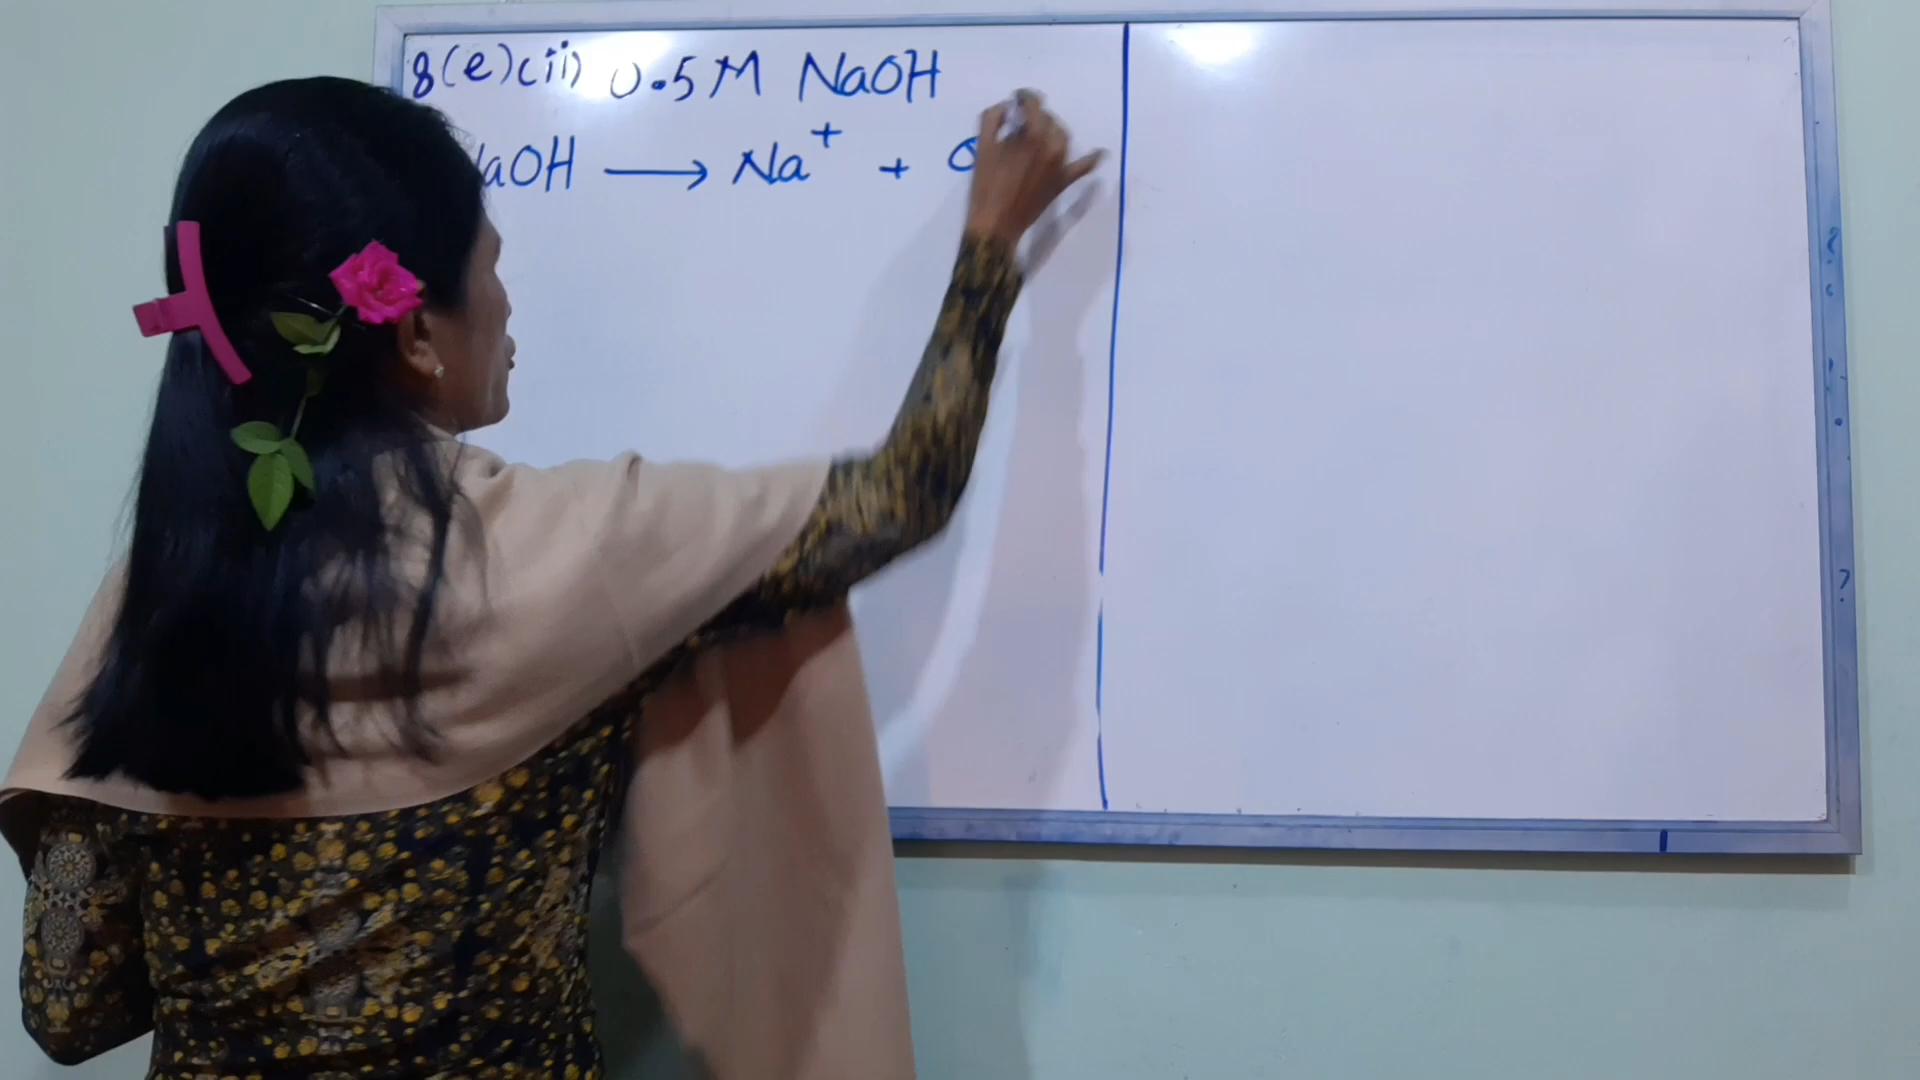 8(e)(ii) 0.5M NaOH
aOH ⟶ Na⁺ + O